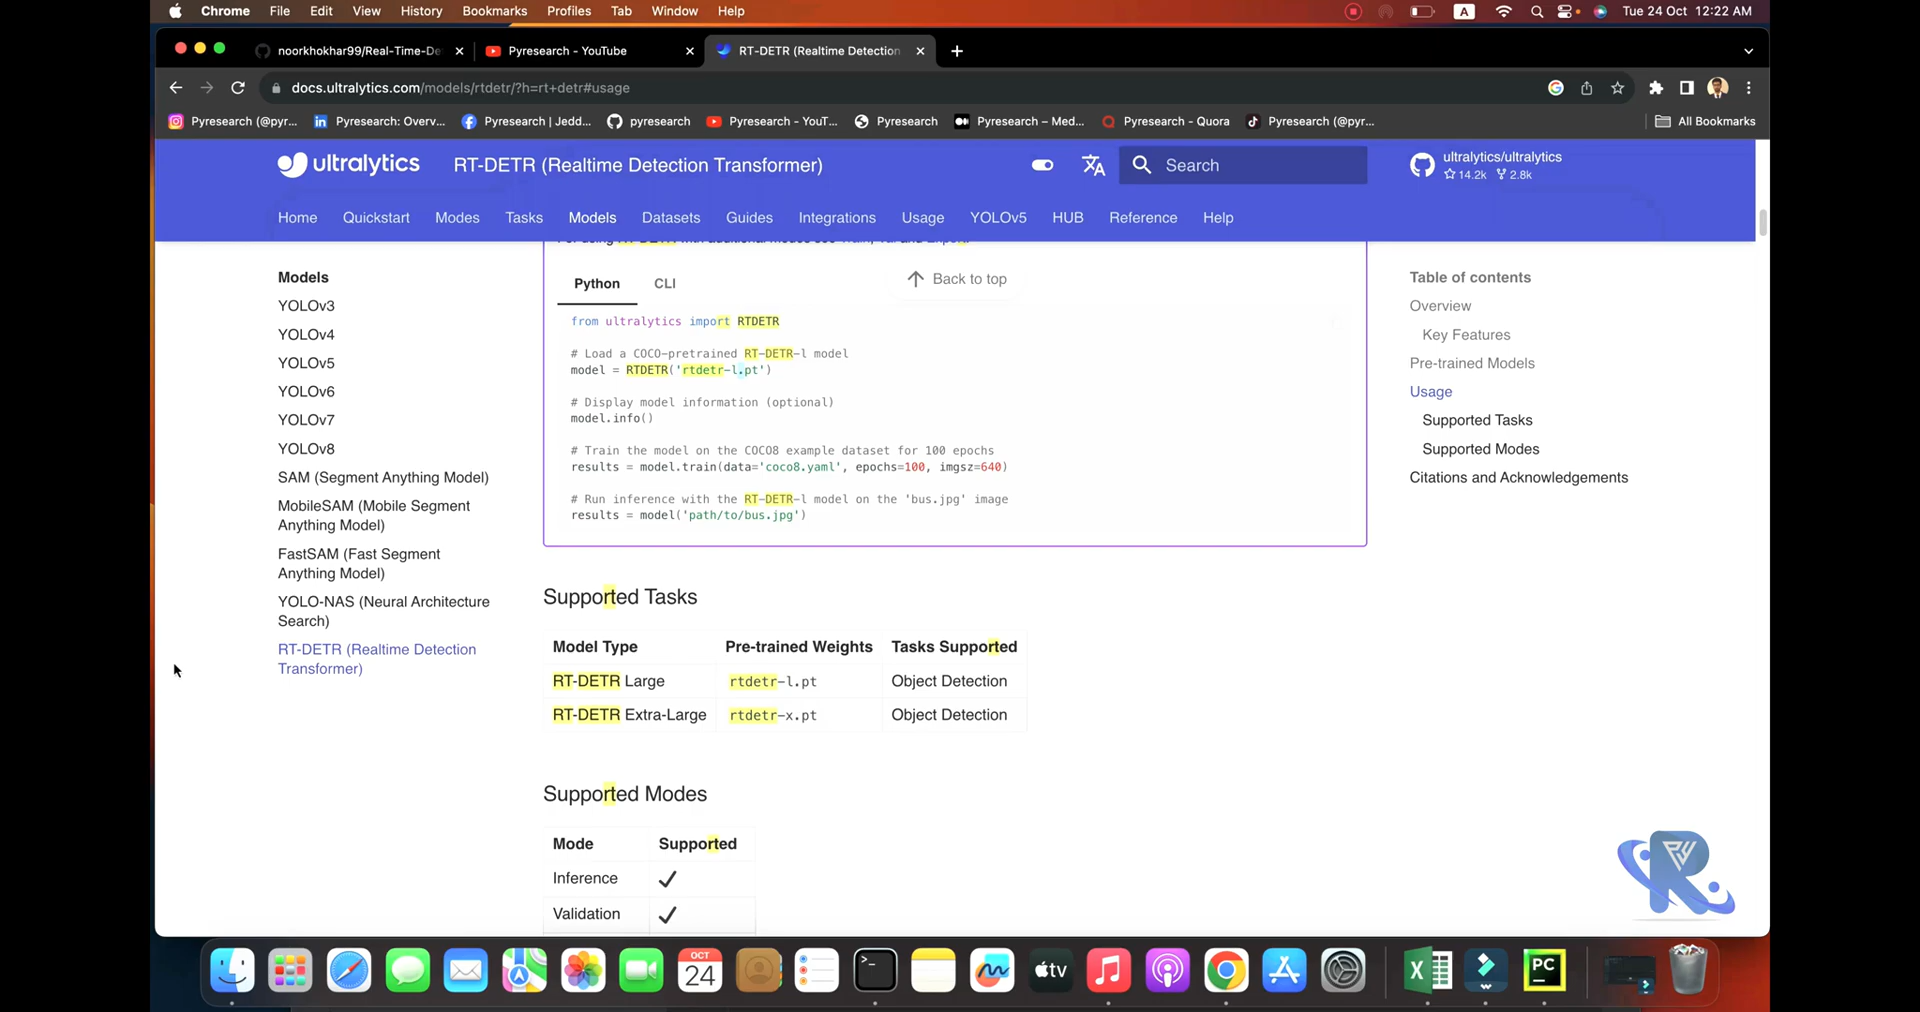 Chrome File Edit View History Bookmarks Profiles Tab Window Help A Tue 24 Oct 12:22 AM
noorkhokhar99/Real-Time-De Pyresearch - YouTube RT-DETR (Realtime Detection
docs.ultralytics.com/models/rtdetr/?h=rt+detr#usage
Pyresearch (@pyr... Pyresearch: Overv... Pyresearch | Jedd... pyresearch Pyresearch - YouT... Pyresearch Pyresearch – Med... Pyresearch - Quora Pyresearch (@pyr... All Bookmarks
ultralytics RT-DETR (Realtime Detection Transformer) Search ultralytics/ultralytics
14.2k 2.8k
Home Quickstart Modes Tasks Models Datasets Guides Integrations Usage YOLOv5 HUB Reference Help
Models
YOLOv3
YOLOv4
YOLOv5
YOLOv6
YOLOv7
YOLOv8
SAM (Segment Anything Model)
MobileSAM (Mobile Segment
Anything Model)
FastSAM (Fast Segment
Anything Model)
YOLO-NAS (Neural Architecture
Search)
RT-DETR (Realtime Detection
Transformer)
Python CLI
Back to top
from ultralytics import RTDETR
# Load a COCO-pretrained RT-DETR-l model
model = RTDETR('rtdetr-l.pt')
# Display model information (optional)
model.info()
# Train the model on the COCO8 example dataset for 100 epochs
results = model.train(data='coco8.yaml', epochs=100, imgsz=640)
# Run inference with the RT-DETR-l model on the 'bus.jpg' image
results = model('path/to/bus.jpg')
Supported Tasks
Model Type Pre-trained Weights Tasks Supported
RT-DETR Large rtdetr-l.pt Object Detection
RT-DETR Extra-Large rtdetr-x.pt Object Detection
Supported Modes
Mode Supported
Inference
Validation
Table of contents
Overview
Key Features
Pre-trained Models
Usage
Supported Tasks
Supported Modes
Citations and Acknowledgements
OCT
24
tv
PC